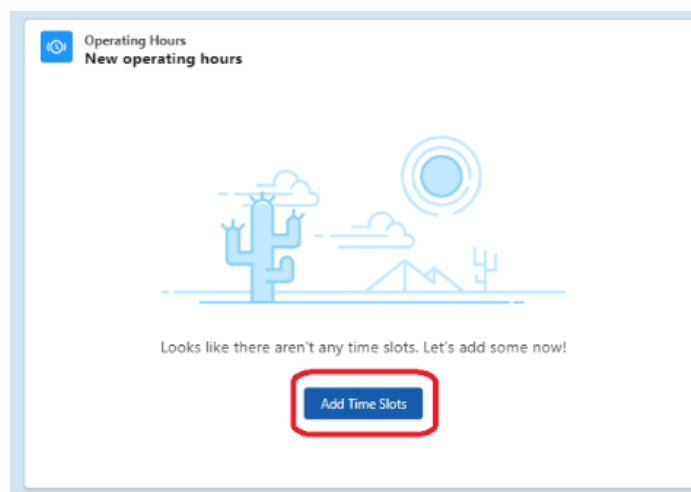 Operating Hours
New operating hours
Looks like there aren't any time slots. Let's add some now!
Add Time Slots